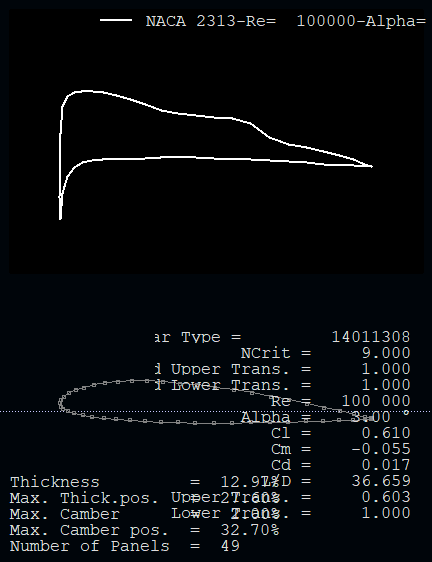 NACA 2313-Re=  100000-Alpha=
ar Type =  14011308
NCrit =  9.000
d Upper Trans. =  1.000
d Lower Trans. =  1.000
Re =  100 000
Alpha =  3.00 °
Cl =  0.610
Cm =  -0.055
Cd =  0.017
L/D =  36.659
Upper Trans. =  0.603
Lower Trans. =  1.000
Thickness  =  12.97%
Max. Thick.pos.  =  27.60%
Max. Camber  =  2.00%
Max. Camber pos.  =  32.70%
Number of Panels  =  49